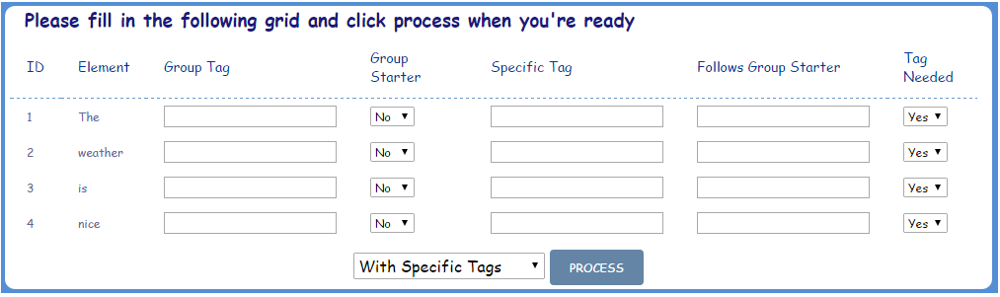 Please fill in the following grid and click process when you're ready
ID Element Group Tag Group Starter Specific Tag Follows Group Starter Tag Needed
1 The No Yes
2 weather No Yes
3 is No Yes
4 nice No Yes
With Specific Tags PROCESS